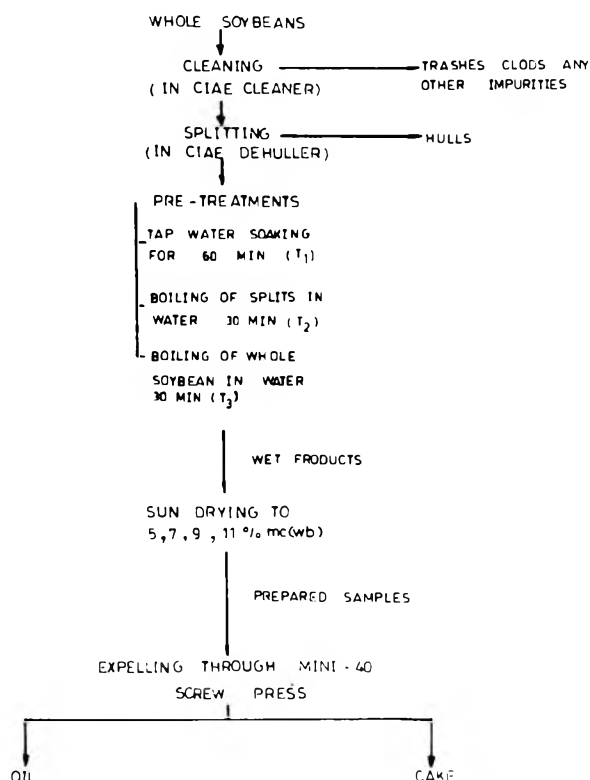 WHOLE SOYBEANS
CLEANING
(IN CIAE CLEANER)
TRASHES CLODS ANY
OTHER IMPURITIES
SPLITTING
(IN CIAE DEHULLER)
HULLS
PRE-TREATMENTS
TAP WATER SOAKING
FOR 60 MIN (T₁)
BOILING OF SPLITS IN
WATER 30 MIN (T₂)
BOILING OF WHOLE
SOYBEAN IN WATER
30 MIN (T₃)
WET PRODUCTS
SUN DRYING TO
5,7,9,11% mc(wb)
PREPARED SAMPLES
EXPELLING THROUGH MINI-40
SCREW PRESS
OIL
CAKE